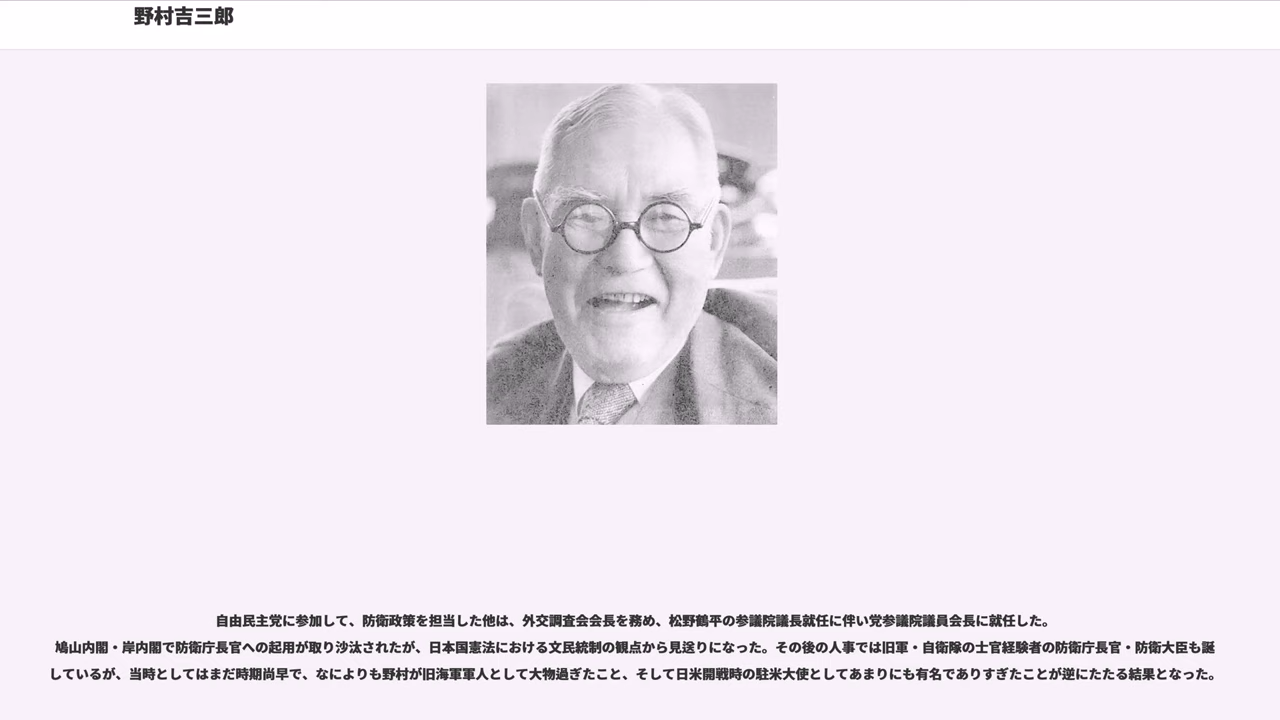 野村吉三郎
自由民主党に参加して、防衛政策を担当した他は、外交調査会会長を務め、松野鶴平の参議院議長就任に伴い党参議院議員会長に就任した。
鳩山内閣・岸内閣で防衛庁長官への起用が取り沙汰されたが、日本国憲法における文民統制の観点から見送りになった。その後の人事では旧軍・自衛隊の士官経験者の防衛庁長官・防衛大臣も誕
しているが、当時としてはまだ時期尚早で、なによりも野村が旧海軍軍人として大物過ぎたこと、そして日米開戦時の駐米大使としてあまりにも有名でありすぎたことが逆にたたる結果となった。